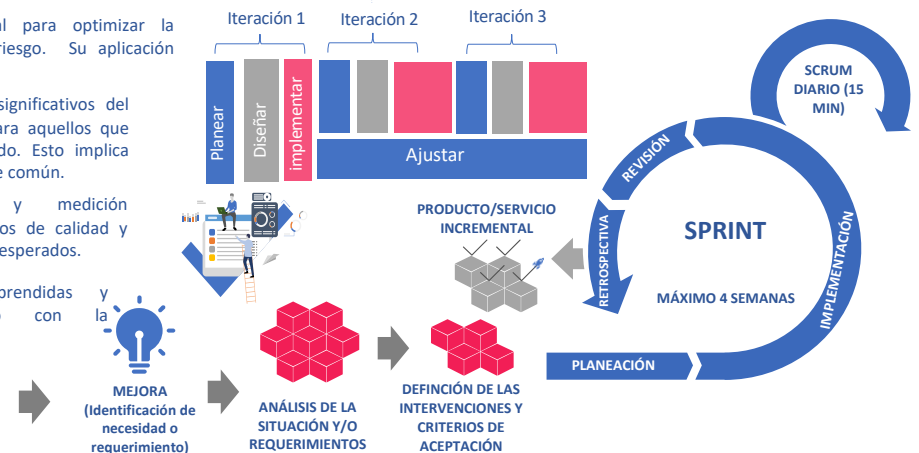 al para optimizar la
riesgo. Su aplicación
significativos del
ara aquellos que
do. Esto implica
e común.
y medición
os de calidad y
esperados.
prendidas y
con la
Iteración 1
Iteración 2
Iteración 3
Planear
Diseñar
implementar
Ajustar
SCRUM
DIARIO (15
MIN)
PRODUCTO/SERVICIO
INCREMENTAL
REVISIÓN
RETROSPECTIVA
SPRINT
MÁXIMO 4 SEMANAS
IMPLEMENTACIÓN
PLANEACIÓN
MEJORA
(Identificación de
necesidad o
requerimiento)
ANÁLISIS DE LA
SITUACIÓN Y/O
REQUERIMIENTOS
DEFINCIÓN DE LAS
INTERVENCIONES Y
CRITERIOS DE
ACEPTACIÓN